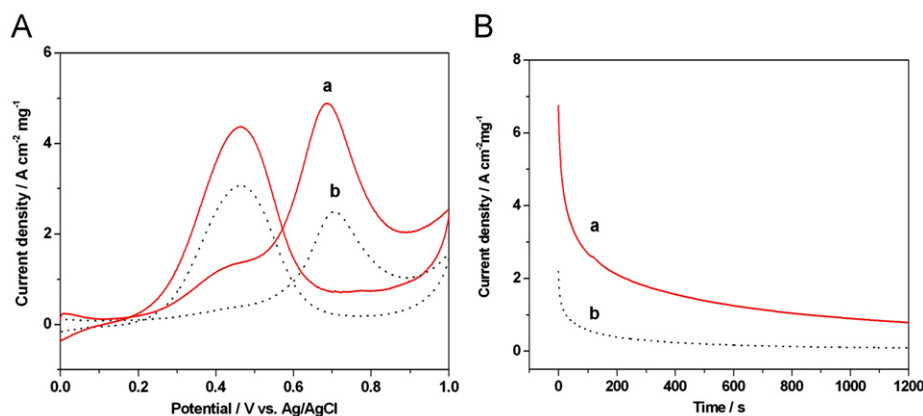 A
B
Current density / A cm⁻² mg⁻¹
6
4
2
0
a
b
0.0 0.2 0.4 0.6 0.8 1.0
Potential / V vs. Ag/AgCl
Current density / A cm⁻²mg⁻¹
8
6
4
2
0
a
b
0 200 400 600 800 1000 1200
Time / s